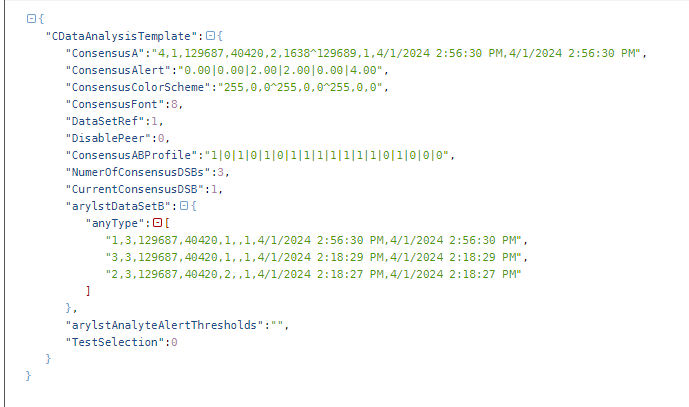 {
"CDataAnalysisTemplate":{
"ConsensusA":"4,1,129687,40420,2,1638^129689,1,4/1/2024 2:56:30 PM,4/1/2024 2:56:30 PM",
"ConsensusAlert":"0.00|0.00|2.00|2.00|0.00|4.00",
"ConsensusColorScheme":"255,0,0^255,0,0^255,0,0",
"ConsensusFont":8,
"DataSetRef":1,
"DisablePeer":0,
"ConsensusABProfile":"1|0|1|0|1|0|1|1|1|1|1|1|1|0|1|0|0|0",
"NumerOfConsensusDSBs":3,
"CurrentConsensusDSB":1,
"arylstDataSetB":{
"anyType":[
"1,3,129687,40420,1,,1,4/1/2024 2:56:30 PM,4/1/2024 2:56:30 PM",
"3,3,129687,40420,1,,1,4/1/2024 2:18:29 PM,4/1/2024 2:18:29 PM",
"2,3,129687,40420,2,,1,4/1/2024 2:18:27 PM,4/1/2024 2:18:27 PM"
]
},
"arylstAnalyteAlertThresholds":"",
"TestSelection":0
}
}